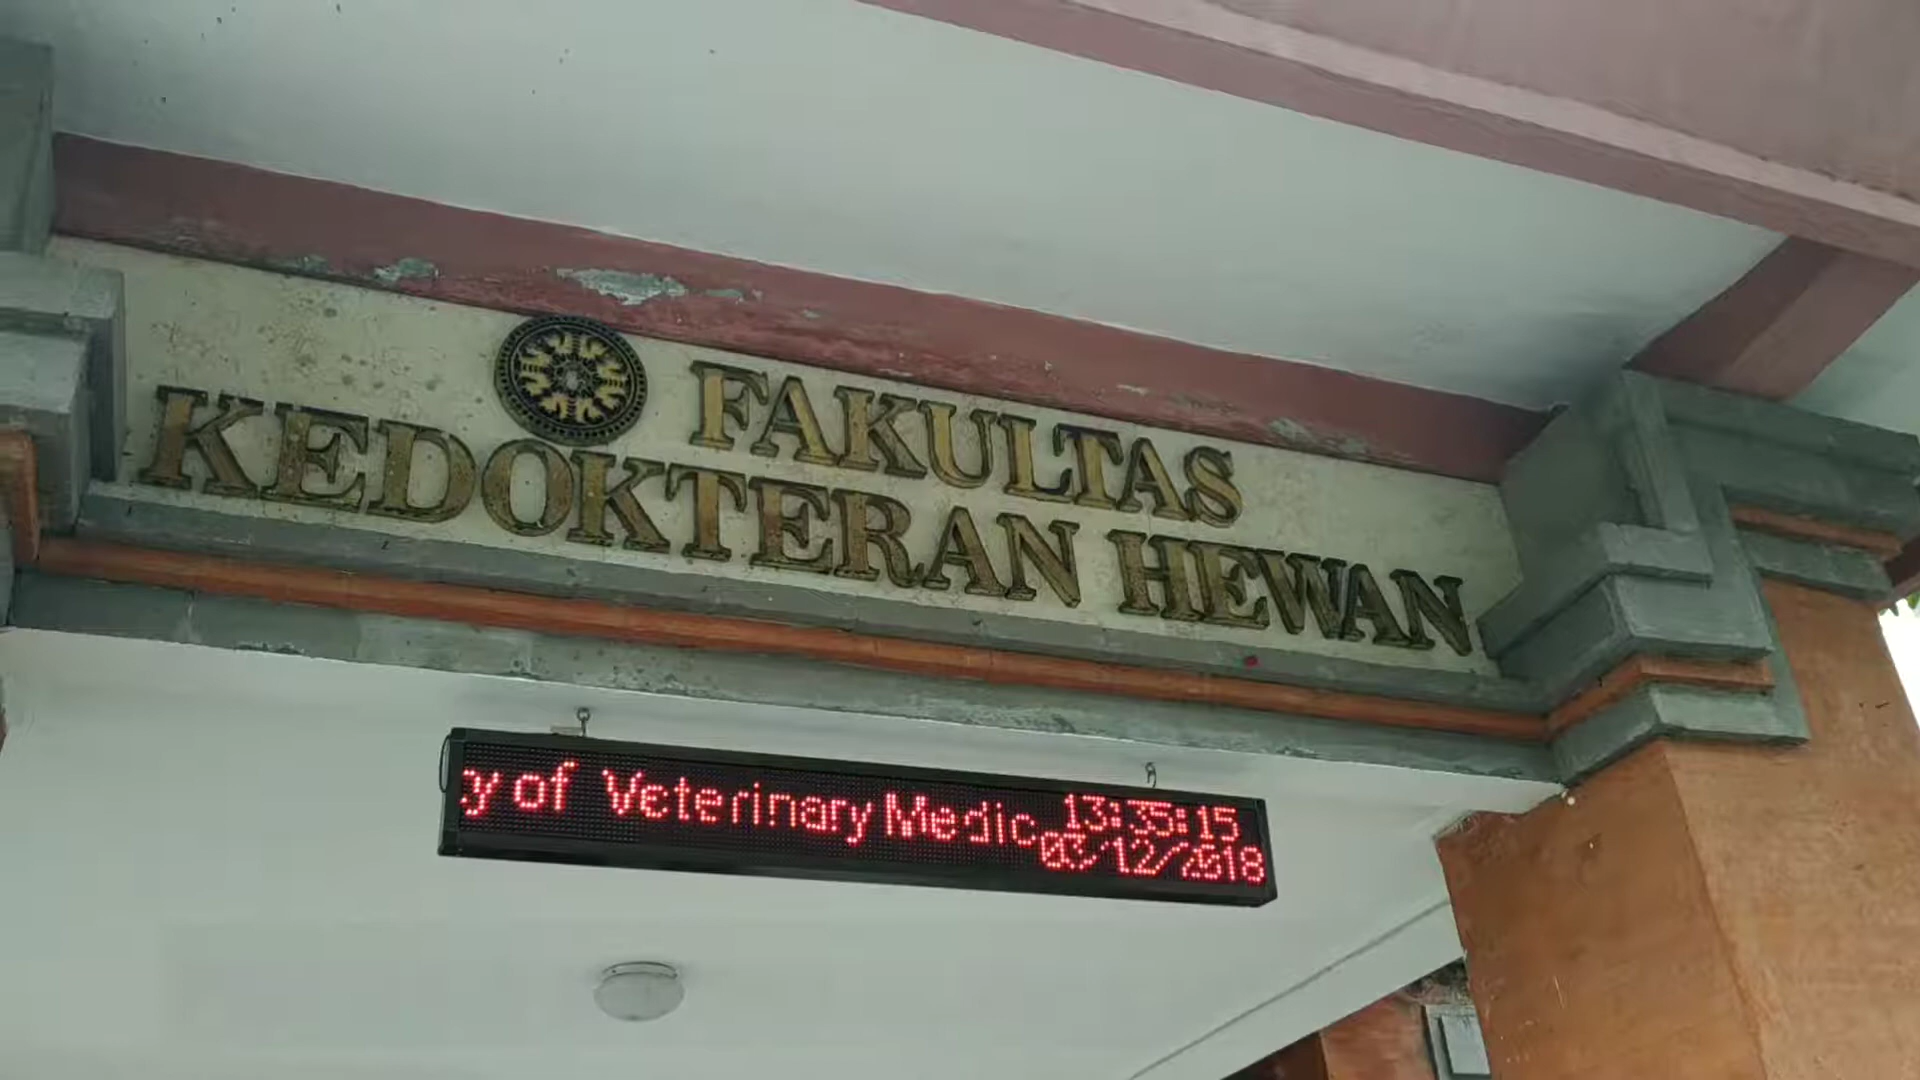 FAKULTAS
KEDOKTERAN HEWAN
y of Veterinary Medic
13:35:15
03/12/2018